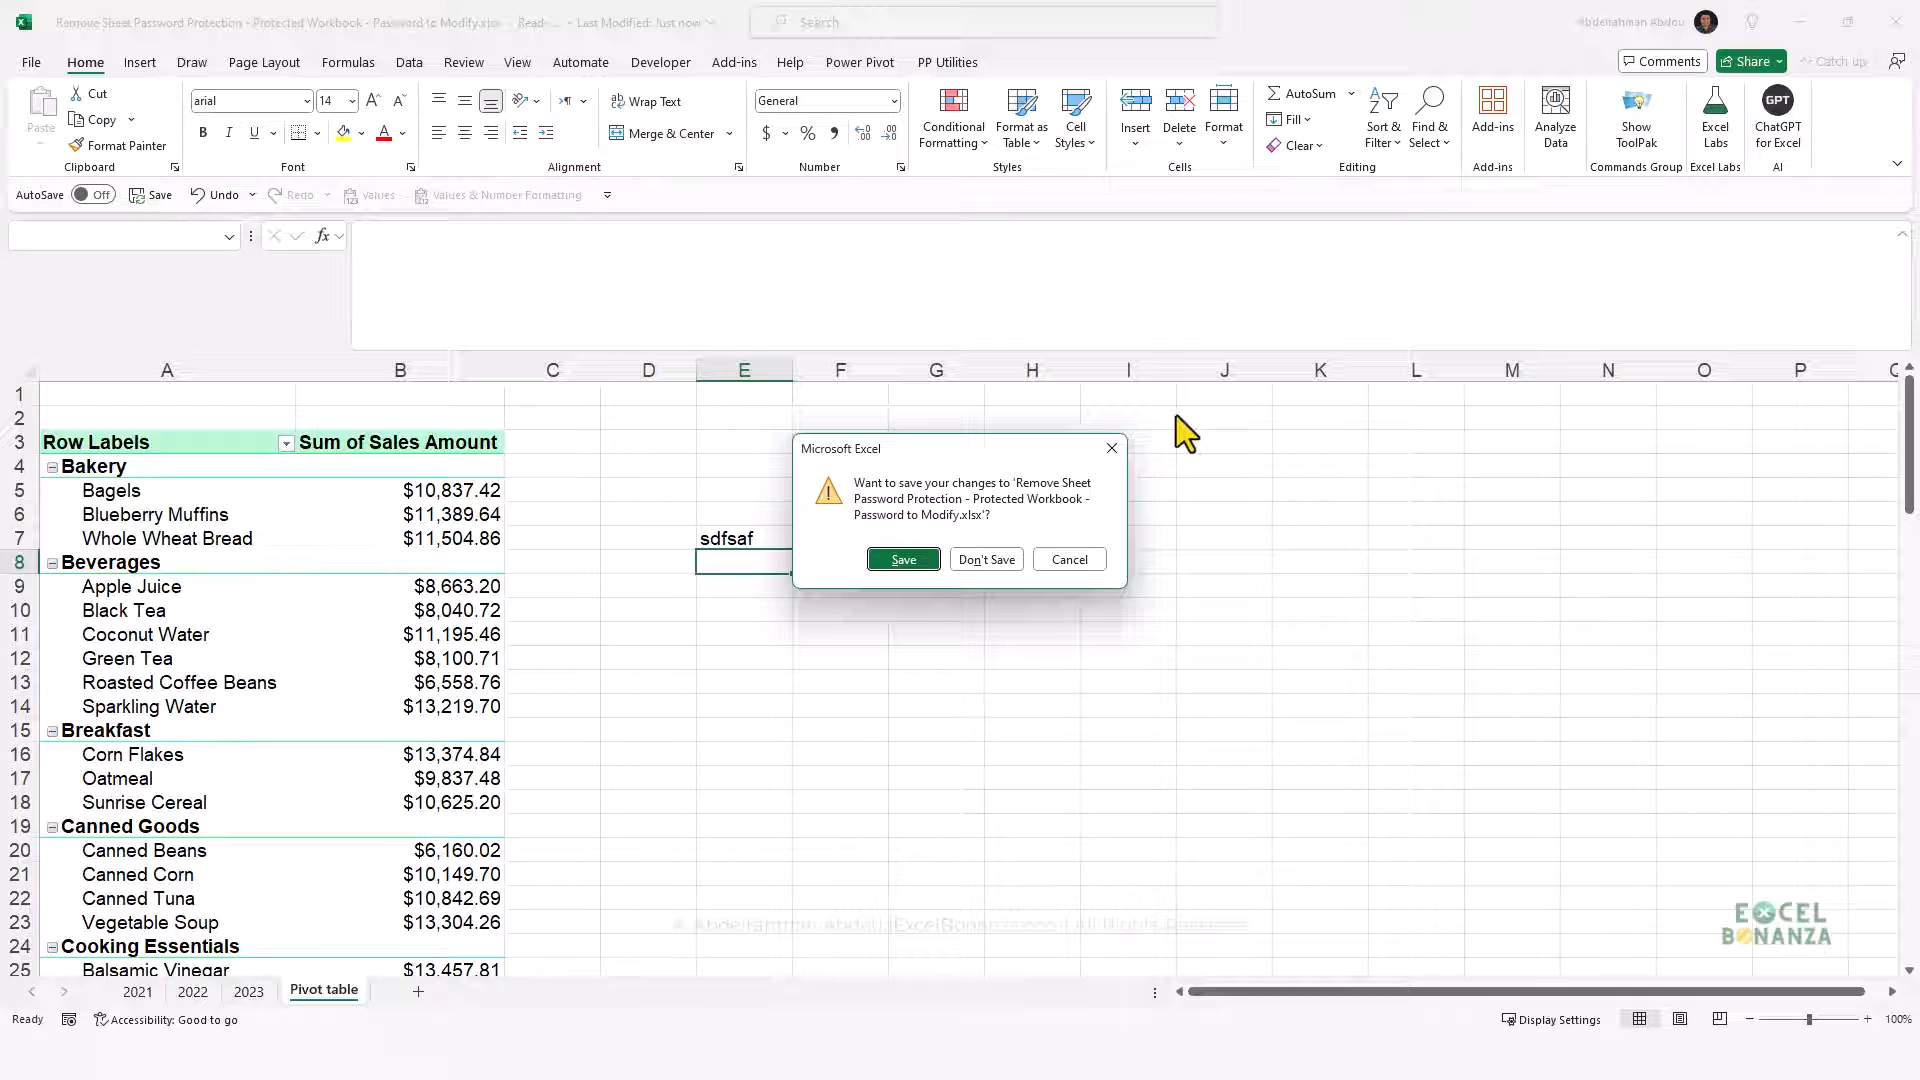 Remove Sheet Password Protection - Protected Workbook - Password to Modify.xlsx - Read-... - Last Modified: Just now
Search
Abdelrahman Abdou
File Home Insert Draw Page Layout Formulas Data Review View Automate Developer Add-ins Help Power Pivot PP Utilities
Comments Share Catch up
Paste
Cut
Copy
Format Painter
Clipboard
arial 14
B I U
Font
Wrap Text
Merge & Center
Alignment
General
$ % 9
Number
Conditional Formatting
Format as Table
Cell Styles
Styles
Insert Delete Format
Cells
AutoSum
Fill
Clear
Sort & Filter
Find & Select
Editing
Add-ins
Add-ins
Analyze Data
Show ToolPak
Commands Group
Excel Labs
Excel Labs
GPT
ChatGPT for Excel
AI
AutoSave Off Save Undo Redo Values Values & Number Formatting
fx
A B C D E F G H I J K L M N O P
1
2
3 Row Labels Sum of Sales Amount
4 Bakery
5 Bagels $10,837.42
6 Blueberry Muffins $11,389.64
7 Whole Wheat Bread $11,504.86 sdfsaf
8 Beverages
9 Apple Juice $8,663.20
10 Black Tea $8,040.72
11 Coconut Water $11,195.46
12 Green Tea $8,100.71
13 Roasted Coffee Beans $6,558.76
14 Sparkling Water $13,219.70
15 Breakfast
16 Corn Flakes $13,374.84
17 Oatmeal $9,837.48
18 Sunrise Cereal $10,625.20
19 Canned Goods
20 Canned Beans $6,160.02
21 Canned Corn $10,149.70
22 Canned Tuna $10,842.69
23 Vegetable Soup $13,304.26
24 Cooking Essentials
25 Balsamic Vinegar $13,457.81
Microsoft Excel
Want to save your changes to 'Remove Sheet
Password Protection - Protected Workbook -
Password to Modify.xlsx'?
Save Don't Save Cancel
EXCEL
BONANZA
2021 2022 2023 Pivot table
Ready Accessibility: Good to go
Display Settings 100%